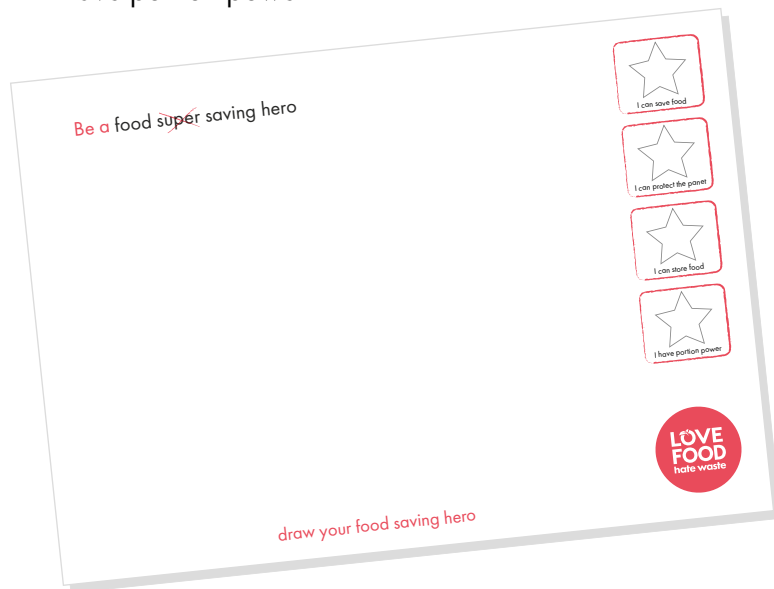 Be a food super saving hero
I can save food
I can protect the panet
I can store food
I have portion power
LOVE
FOOD
hate waste
draw your food saving hero